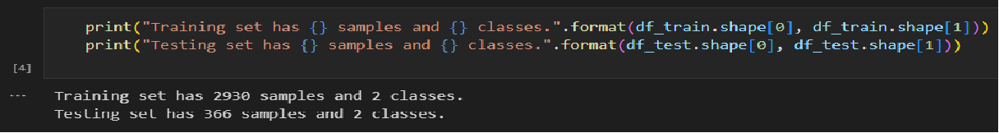 print("Training set has {} samples and {} classes.".format(df_train.shape[0], df_train.shape[1]))
print("Testing set has {} samples and {} classes.".format(df_test.shape[0], df_test.shape[1]))
[4]
... Training set has 2930 samples and 2 classes.
Testing set has 366 samples and 2 classes.